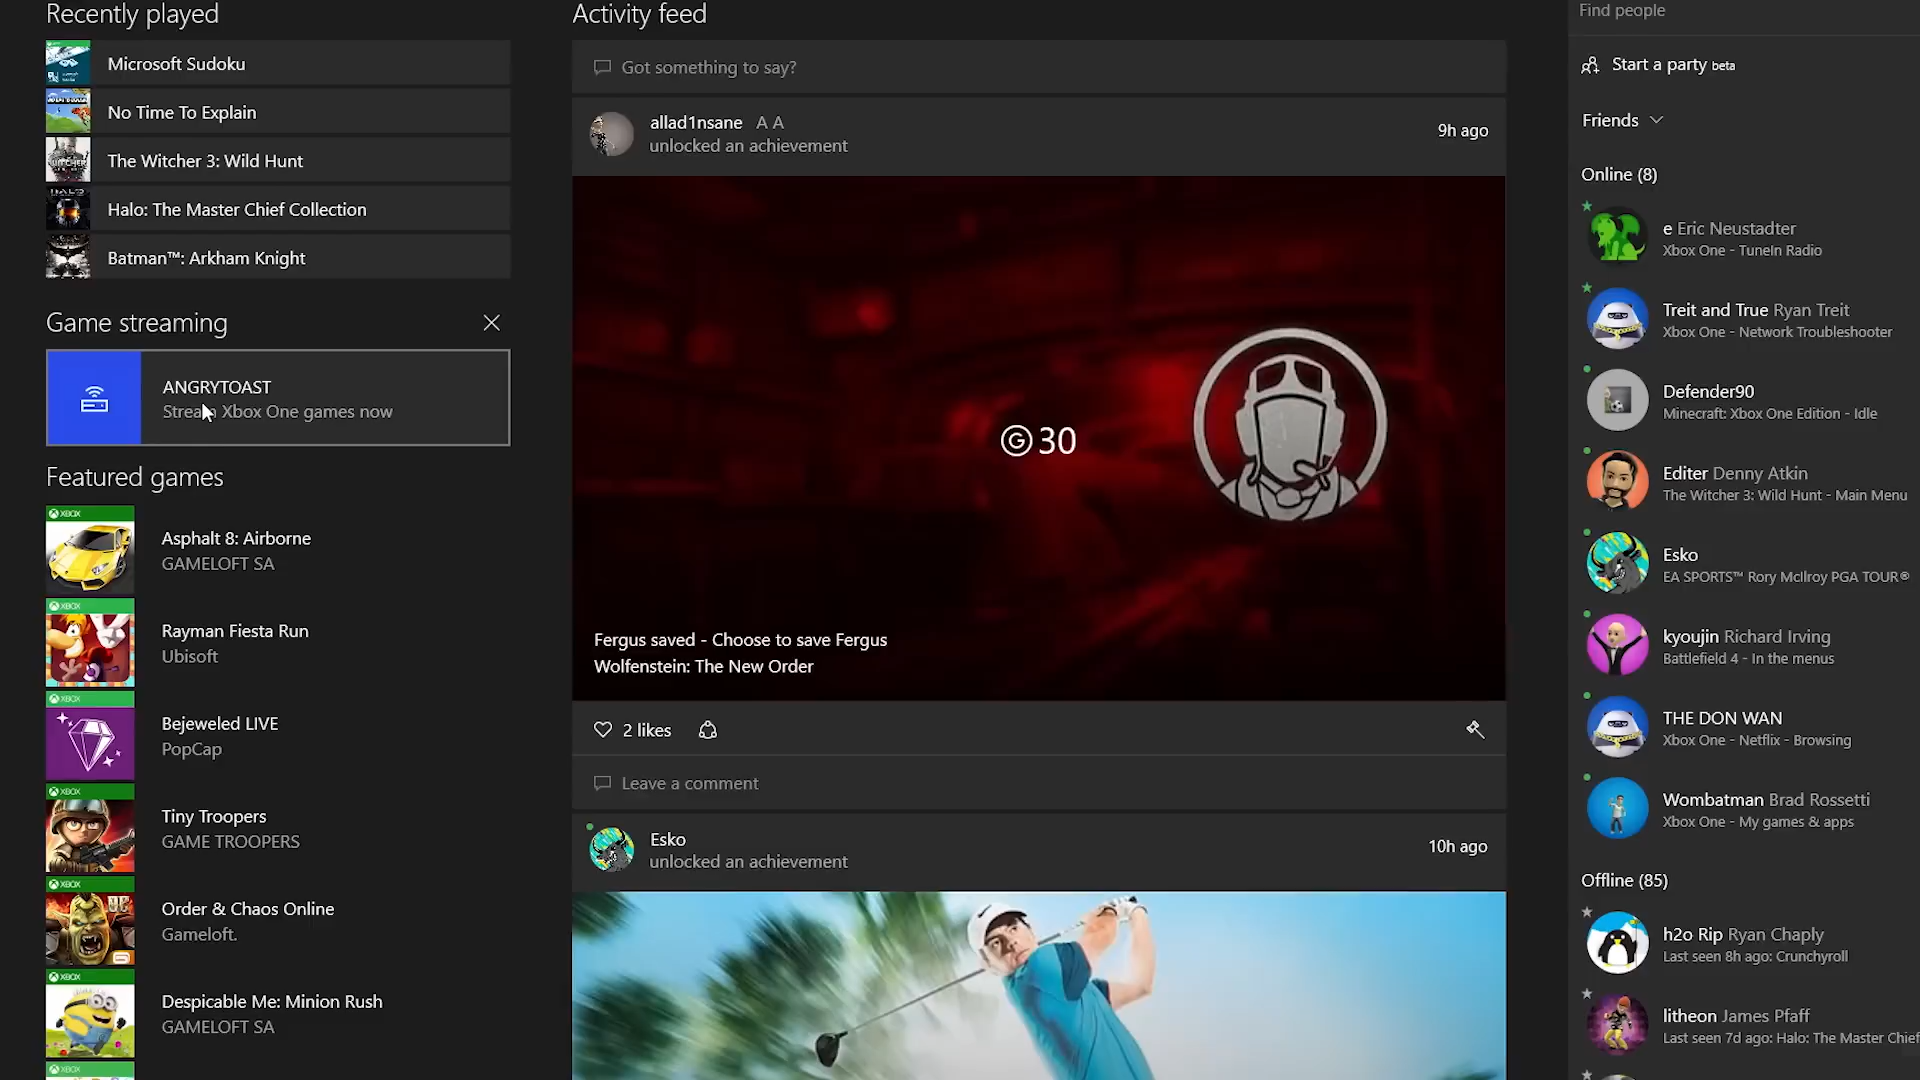 Recently played
Microsoft Sudoku
No Time To Explain
The Witcher 3: Wild Hunt
Halo: The Master Chief Collection
Batman™: Arkham Knight
Game streaming
ANGRYTOAST
Stream Xbox One games now
Featured games
XBOX
Asphalt 8: Airborne
GAMELOFT SA
XBOX
Rayman Fiesta Run
Ubisoft
XBOX
Bejeweled LIVE
PopCap
XBOX
Tiny Troopers
GAME TROOPERS
XBOX
Order & Chaos Online
Gameloft.
XBOX
Despicable Me: Minion Rush
GAMELOFT SA
Activity feed
Got something to say?
allad1nsane A A
unlocked an achievement
9h ago
G 30
Fergus saved - Choose to save Fergus
Wolfenstein: The New Order
2 likes
Leave a comment
Esko
unlocked an achievement
10h ago
Find people
Start a party beta
Friends
Online (8)
e Eric Neustadter
Xbox One - TuneIn Radio
Treit and True Ryan Treit
Xbox One - Network Troubleshooter
Defender90
Minecraft: Xbox One Edition - Idle
Editer Denny Atkin
The Witcher 3: Wild Hunt - Main Menu
Esko
EA SPORTS™ Rory McIlroy PGA TOUR®
kyoujin Richard Irving
Battlefield 4 - In the menus
THE DON WAN
Xbox One - Netflix - Browsing
Wombatman Brad Rossetti
Xbox One - My games & apps
Offline (85)
h2o Rip Ryan Chaply
Last seen 8h ago: Crunchyroll
litheon James Pfaff
Last seen 7d ago: Halo: The Master Chief